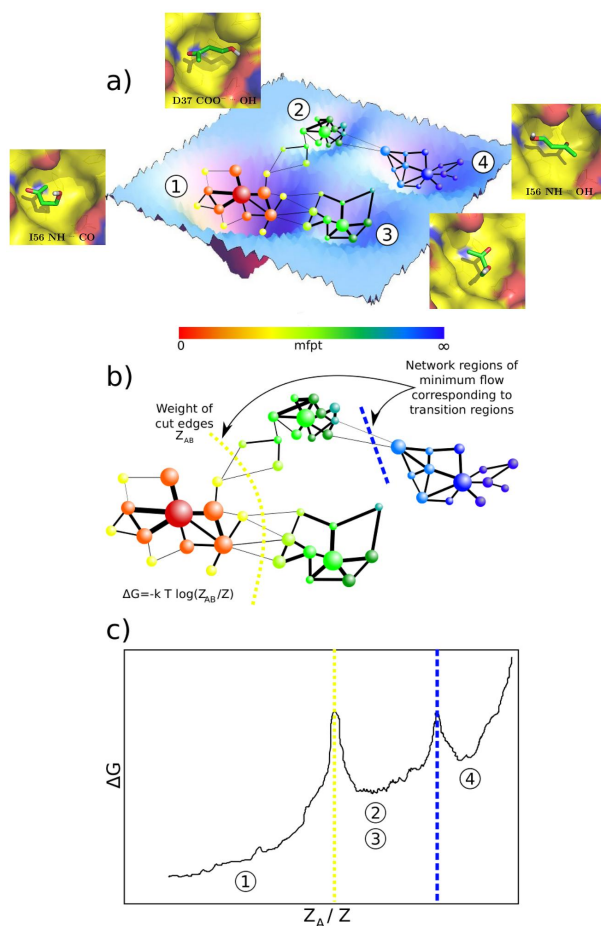 a)
D37 COO OH
2
I56 NH OH
4
1
I56 NH CO
3
0
mfpt
∞
b)
Network regions of
minimum flow
corresponding to
transition regions
Weight of
cut edges
Z_AB
ΔG=-k T log(Z_AB/Z)
c)
ΔG
4
2
3
1
Z_A / Z